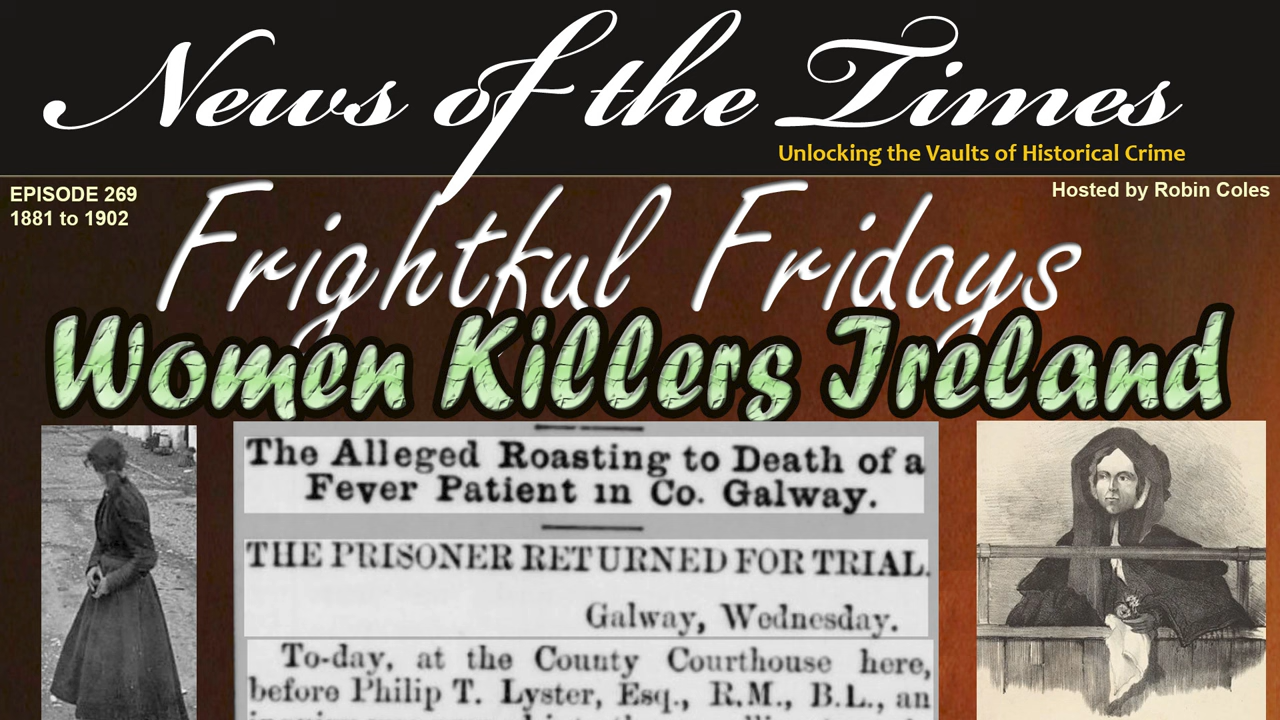 News of the Times
Unlocking the Vaults of Historical Crime
EPISODE 269
1881 to 1902
Hosted by Robin Coles
Frightful Fridays
Women Killers Ireland
The Alleged Roasting to Death of a
Fever Patient in Co. Galway.
THE PRISONER RETURNED FOR TRIAL.
Galway, Wednesday.
To-day, at the County Courthouse here,
before Philip T. Lyster, Esq., R.M., B.L., an